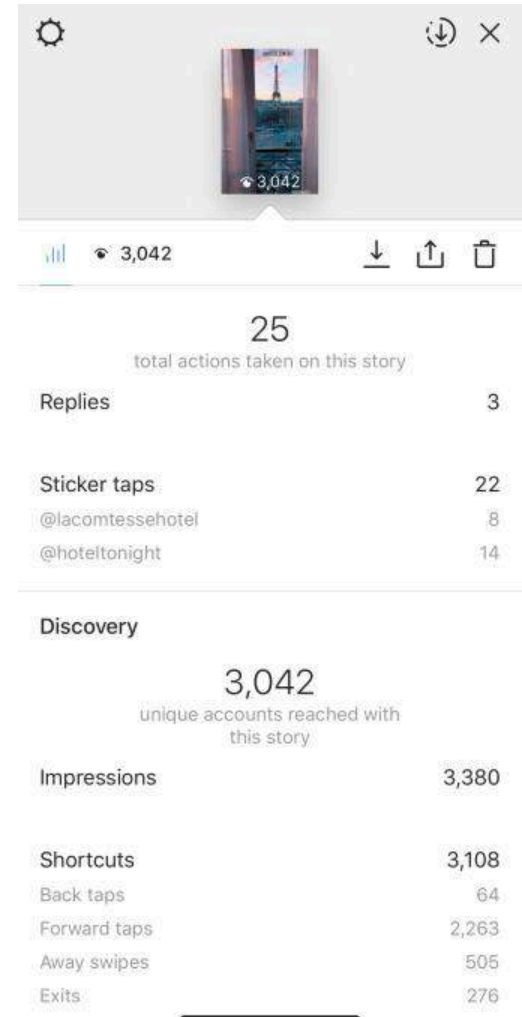 3,042
3,042
25
total actions taken on this story
Replies 3
Sticker taps 22
@lacomtessehotel 8
@hoteltonight 14
Discovery
3,042
unique accounts reached with
this story
Impressions 3,380
Shortcuts 3,108
Back taps 64
Forward taps 2,263
Away swipes 505
Exits 276